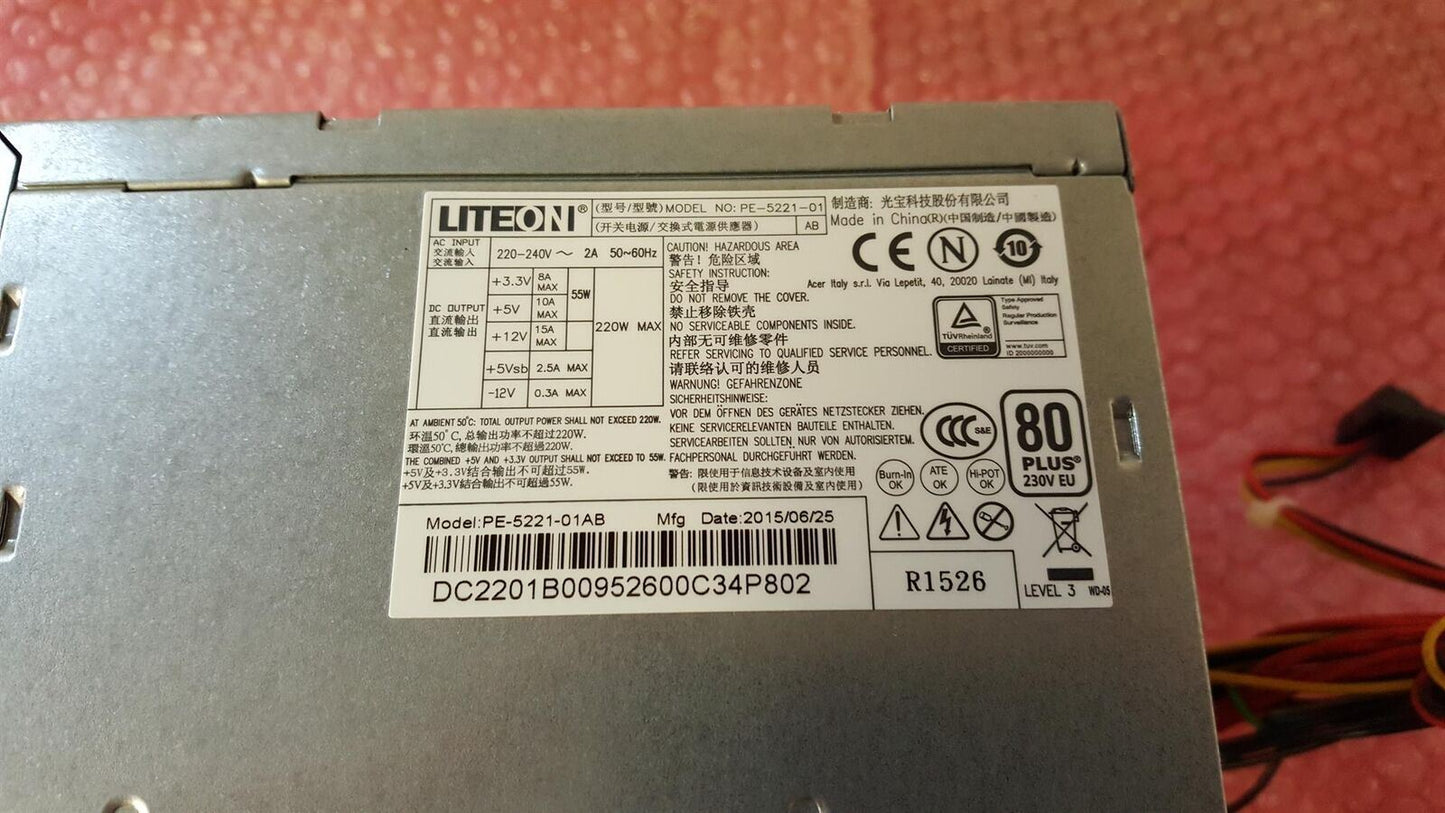 LITEON®
(型号/型號)MODEL NO: PE-5221-01
(开关电源/交換式電源供應器)
AB
制造商: 光宝科技股份有限公司
Made in China(R)(中国制造/中國製造)
AC INPUT
交流輸入
交流输入
220-240V ~ 2A 50~60Hz
DC OUTPUT
直流輸出
直流输出
+3.3V 8A MAX
+5V 10A MAX
55W
+12V 15A MAX
+5Vsb 2.5A MAX
-12V 0.3A MAX
220W MAX
AT AMBIENT 50°C: TOTAL OUTPUT POWER SHALL NOT EXCEED 220W.
环温50°C, 总输出功率不超过220W.
環溫50°C, 總輸出功率不超過220W.
THE COMBINED +5V AND +3.3V OUTPUT SHALL NOT EXCEED TO 55W.
+5V及+3.3V结合输出不可超过55W.
+5V及+3.3V結合輸出不可超過55W.
CAUTION! HAZARDOUS AREA
警告! 危险区域
SAFETY INSTRUCTION:
安全指导
DO NOT REMOVE THE COVER.
禁止移除铁壳
NO SERVICEABLE COMPONENTS INSIDE.
内部无可维修零件
REFER SERVICING TO QUALIFIED SERVICE PERSONNEL.
请联络认可的维修人员
WARNUNG! GEFAHRENZONE
SICHERHEITSHINWEISE:
VOR DEM ÖFFNEN DES GERÄTES NETZSTECKER ZIEHEN.
KEINE SERVICERELEVANTEN BAUTEILE ENTHALTEN.
SERVICEARBEITEN SOLLTEN NUR VON AUTORISIERTEM.
FACHPERSONAL DURCHGEFÜHRT WERDEN.
警告: 限使用于信息技术设备及室内使用
(限使用於資訊技術設備及室內使用)
CE
N
10
Acer Italy s.r.l. Via Lepetit, 40, 20020 Lainate (MI) Italy
TÜVRheinland®
CERTIFIED
Type Approved
Safety
Regular Production
Surveillance
www.tuv.com
ID 2000000000
CCC S&E
80
PLUS®
230V EU
Burn-In OK
ATE OK
Hi-POT OK
Model:PE-5221-01AB Mfg Date:2015/06/25
DC2201B00952600C34P802
R1526
LEVEL 3
WD-05